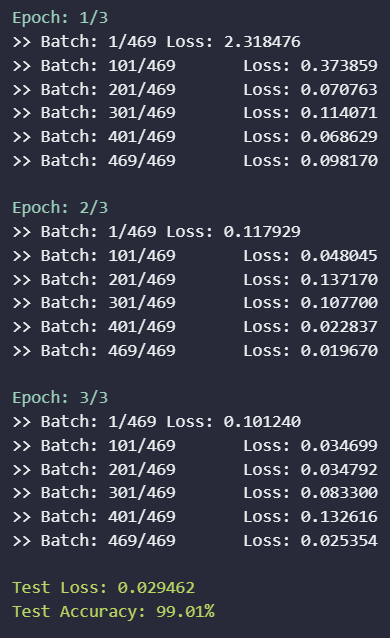 Epoch: 1/3
>> Batch: 1/469 Loss: 2.318476
>> Batch: 101/469 Loss: 0.373859
>> Batch: 201/469 Loss: 0.070763
>> Batch: 301/469 Loss: 0.114071
>> Batch: 401/469 Loss: 0.068629
>> Batch: 469/469 Loss: 0.098170
Epoch: 2/3
>> Batch: 1/469 Loss: 0.117929
>> Batch: 101/469 Loss: 0.048045
>> Batch: 201/469 Loss: 0.137170
>> Batch: 301/469 Loss: 0.107700
>> Batch: 401/469 Loss: 0.022837
>> Batch: 469/469 Loss: 0.019670
Epoch: 3/3
>> Batch: 1/469 Loss: 0.101240
>> Batch: 101/469 Loss: 0.034699
>> Batch: 201/469 Loss: 0.034792
>> Batch: 301/469 Loss: 0.083300
>> Batch: 401/469 Loss: 0.132616
>> Batch: 469/469 Loss: 0.025354
Test Loss: 0.029462
Test Accuracy: 99.01%